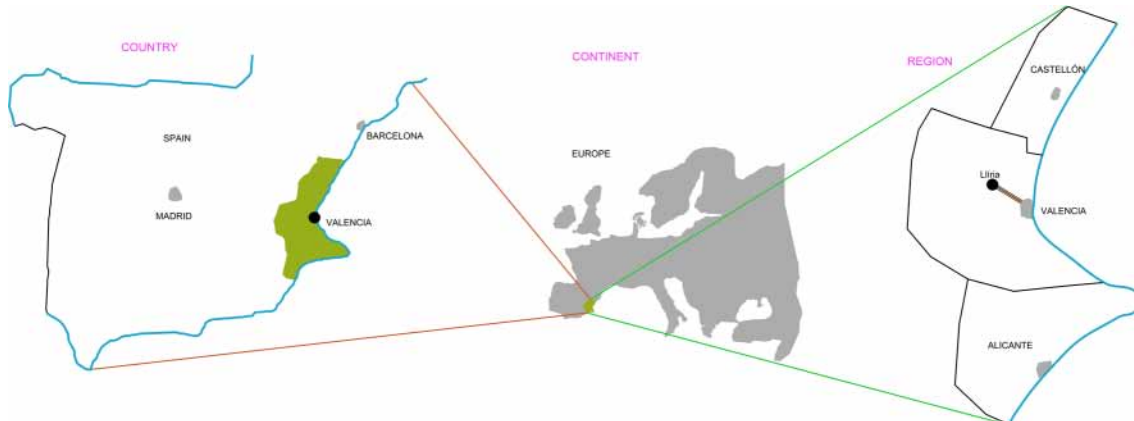 COUNTRY
CONTINENT
REGION
SPAIN
MADRID
BARCELONA
VALENCIA
EUROPE
CASTELLÓN
Llíria
VALENCIA
ALICANTE